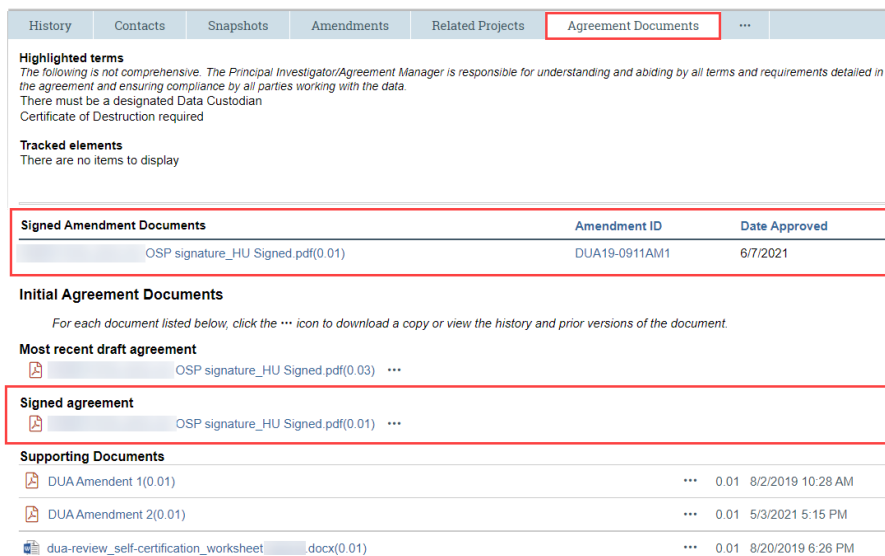 History Contacts Snapshots Amendments Related Projects Agreement Documents ···
Highlighted terms
The following is not comprehensive. The Principal Investigator/Agreement Manager is responsible for understanding and abiding by all terms and requirements detailed in
the agreement and ensuring compliance by all parties working with the data.
There must be a designated Data Custodian
Certificate of Destruction required
Tracked elements
There are no items to display
Signed Amendment Documents Amendment ID Date Approved
OSP signature_HU Signed.pdf(0.01) DUA19-0911AM1 6/7/2021
Initial Agreement Documents
For each document listed below, click the ··· icon to download a copy or view the history and prior versions of the document.
Most recent draft agreement
OSP signature_HU Signed.pdf(0.03) ···
Signed agreement
OSP signature_HU Signed.pdf(0.01) ···
Supporting Documents
DUA Amendent 1(0.01) ··· 0.01 8/2/2019 10:28 AM
DUA Amendment 2(0.01) ··· 0.01 5/3/2021 5:15 PM
dua-review_self-certification_worksheet .docx(0.01) ··· 0.01 8/20/2019 6:26 PM